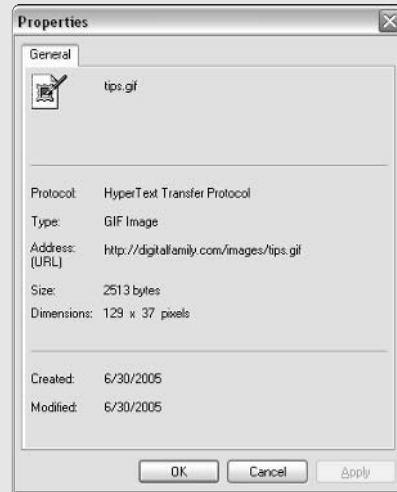 Properties
General
tips.gif
Protocol: HyperText Transfer Protocol
Type: GIF Image
Address: http://digitalfamily.com/images/tips.gif
(URL)
Size: 2513 bytes
Dimensions: 129 x 37 pixels
Created: 6/30/2005
Modified: 6/30/2005
OK Cancel Apply